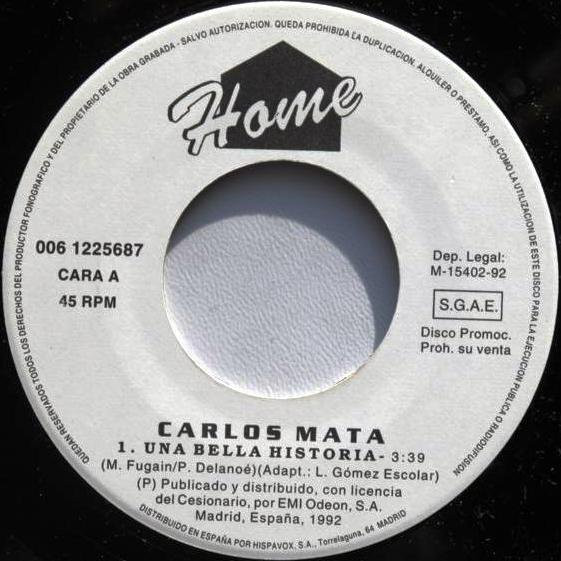 QUEDAN RESERVADOS TODOS LOS DERECHOS DEL PRODUCTOR FONOGRAFICO Y DEL PROPIETARIO DE LA OBRA GRABADA - SALVO AUTORIZACION. QUEDA PROHIBIDA LA DUPLICACION, ALQUILER O PRESTAMO, ASI COMO LA UTILIZACION DE ESTE DISCO PARA LA EJECUCION PUBLICA O RADIODIFUSION
Home
006 1225687
CARA A
45 RPM
Dep. Legal:
M-15402-92
S.G.A.E.
Disco Promoc.
Proh. su venta
CARLOS MATA
1. UNA BELLA HISTORIA- 3:39
(M. Fugain/P. Delanoé)(Adapt.: L. Gómez Escolar)
(P) Publicado y distribuido, con licencia
del Cesionario, por EMI Odeon, S.A.
Madrid, España, 1992
DISTRIBUIDO EN ESPAÑA POR HISPAVOX, S.A., Torrelaguna, 64 MADRID